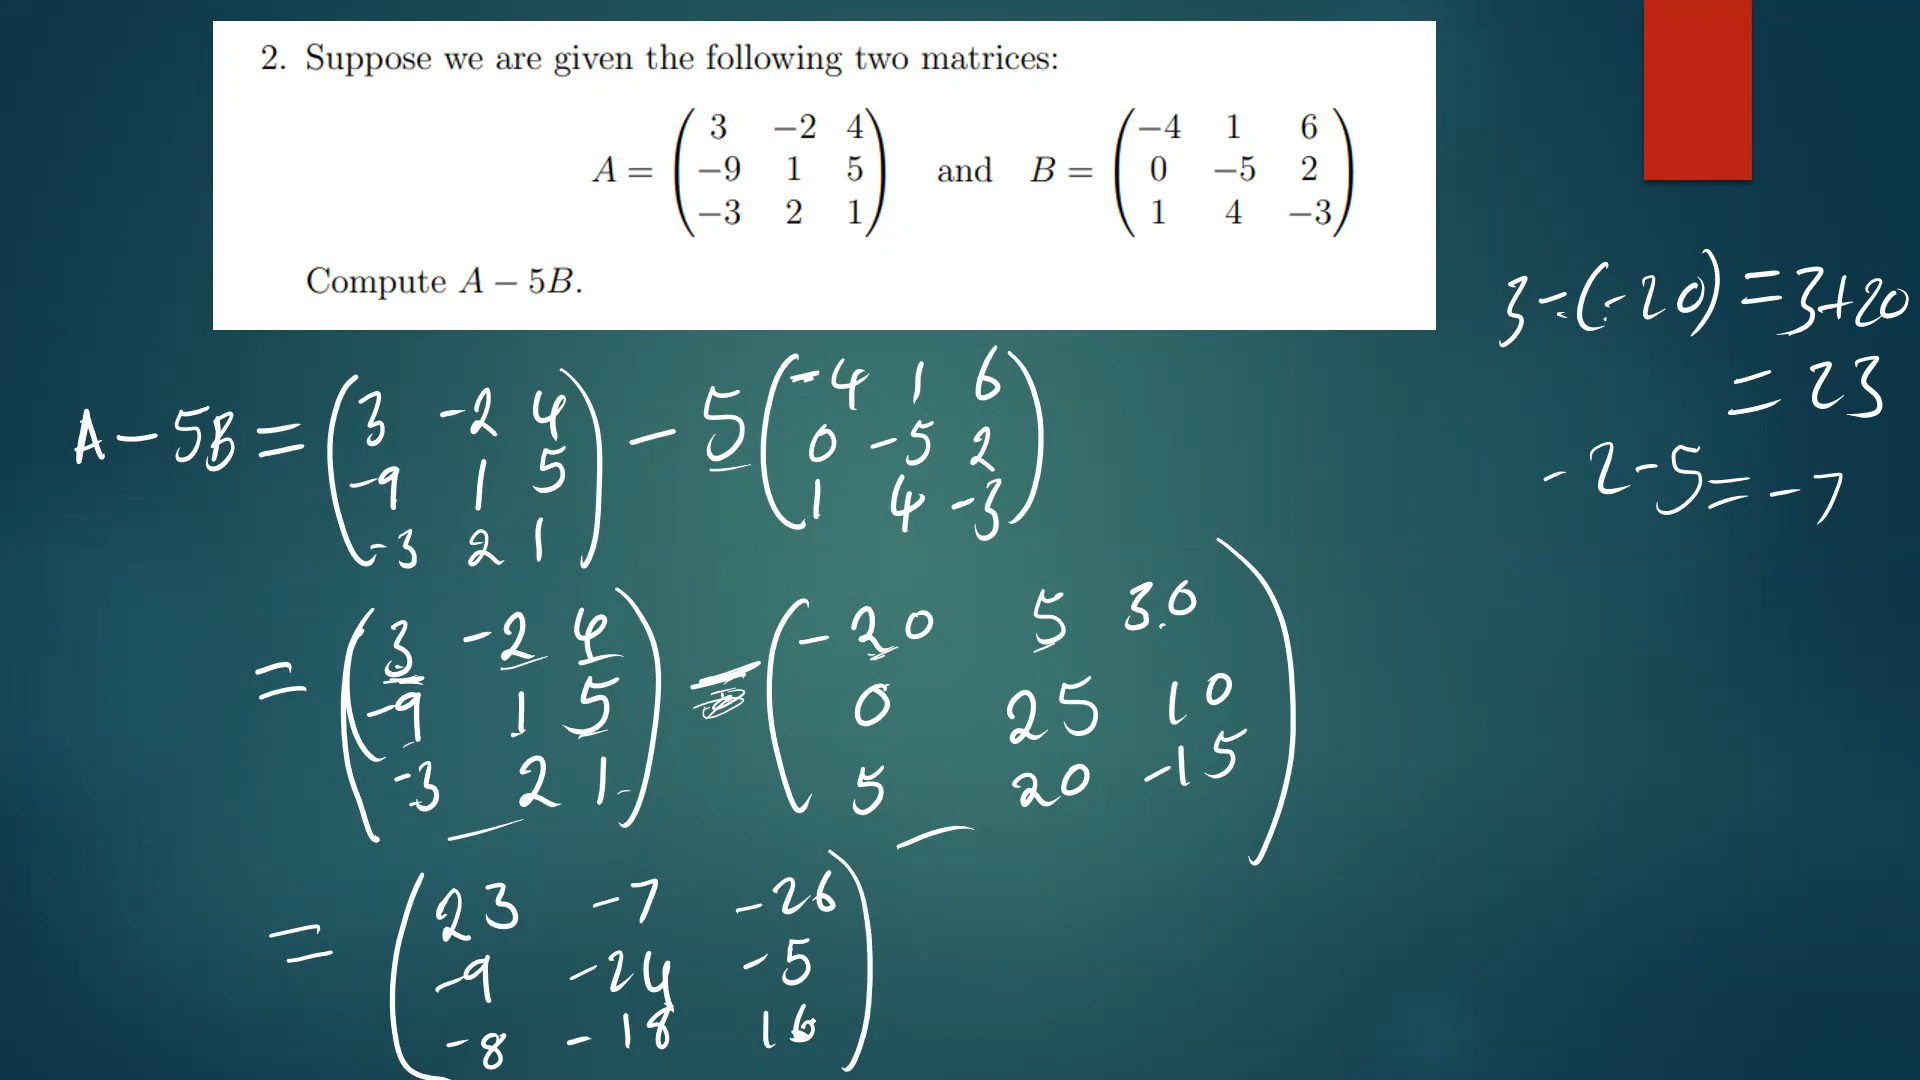 2. Suppose we are given the following two matrices:
3 −2 4 −4 1 6
A = −9 1 5 and B = 0 −5 2
−3 2 1 1 4 −3
Compute A − 5B.
3-(-20)=3+20
= 23
-2-5=-7
A-5B= (3 -2 4 -5 (-4 1 6
-9 1 5) 0 -5 2)
-3 2 1 1 4 -3
= (3 -2 4 - (-20 5 30
-9 1 5) 0 25 10)
-3 2 1 5 20 -15
= (23 -7 -26
-9 -24 -5)
-8 -18 16